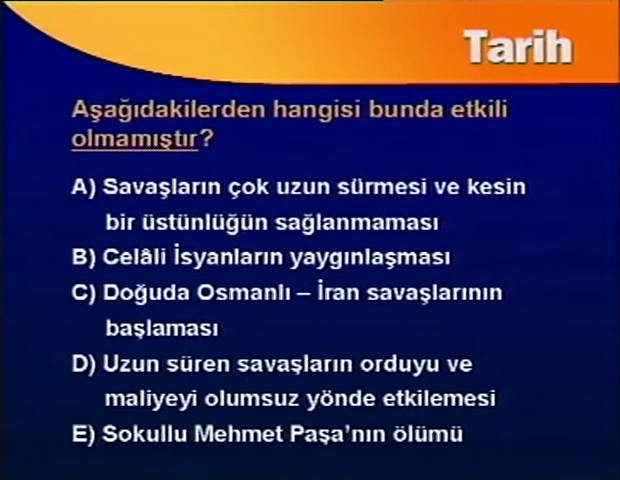 Tarih
Aşağıdakilerden hangisi bunda etkili
olmamıştır?
A) Savaşların çok uzun sürmesi ve kesin
bir üstünlüğün sağlanmaması
B) Celâli İsyanların yaygınlaşması
C) Doğuda Osmanlı – İran savaşlarının
başlaması
D) Uzun süren savaşların orduyu ve
maliyeyi olumsuz yönde etkilemesi
E) Sokullu Mehmet Paşa'nın ölümü